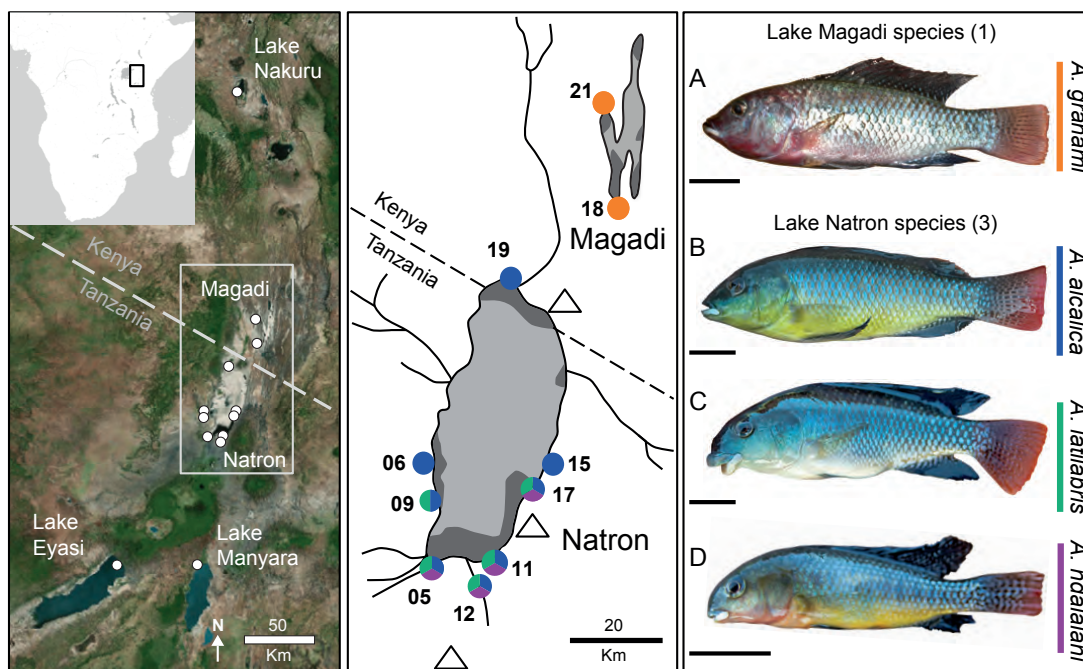 Lake
Nakuru
Kenya
Tanzania
Magadi
Natron
Lake
Eyasi
Lake
Manyara
N
50
Km
21
18
Magadi
Kenya
Tanzania
19
06
15
09
17
Natron
11
05
12
20
Km
Lake Magadi species (1)
A
A. grahami
Lake Natron species (3)
B
A. alcalica
C
A. latilabris
D
A. ndalalani